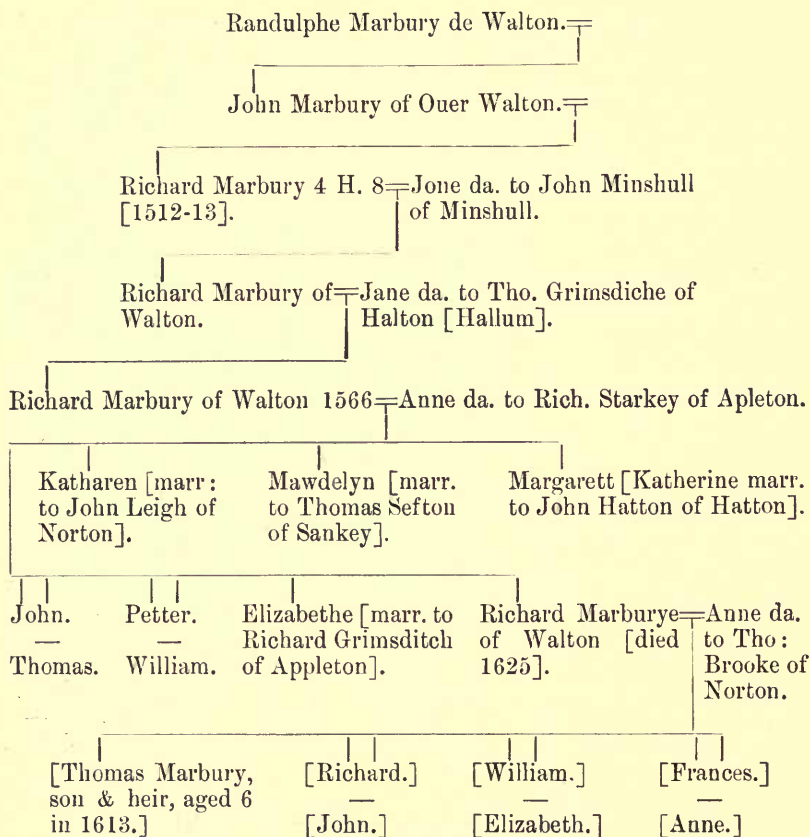 Randulphe Marbury de Walton.
John Marbury of Ouer Walton.
Richard Marbury 4 H. 8 Jone da. to John Minshull
[1512-13]. of Minshull.
Richard Marbury of Jane da. to Tho. Grimsdiche of
Walton. Halton [Hallum].
Richard Marbury of Walton 1566 Anne da. to Rich. Starkey of Apleton.
Katharen [marr: to John Leigh of Norton].
Mawdelyn [marr. to Thomas Sefton of Sankey].
Margarett [Katherine marr. to John Hatton of Hatton].
John.
Thomas.
Petter.
William.
Elizabethe [marr. to
Richard Grimsditch
of Appleton].
Richard Marburye
of Walton [died
1625].
Anne da.
to Tho:
Brooke of
Norton.
[Thomas Marbury,
son & heir, aged 6
in 1613.]
[Richard.]
[John.]
[William.]
[Elizabeth.]
[Frances.]
[Anne.]